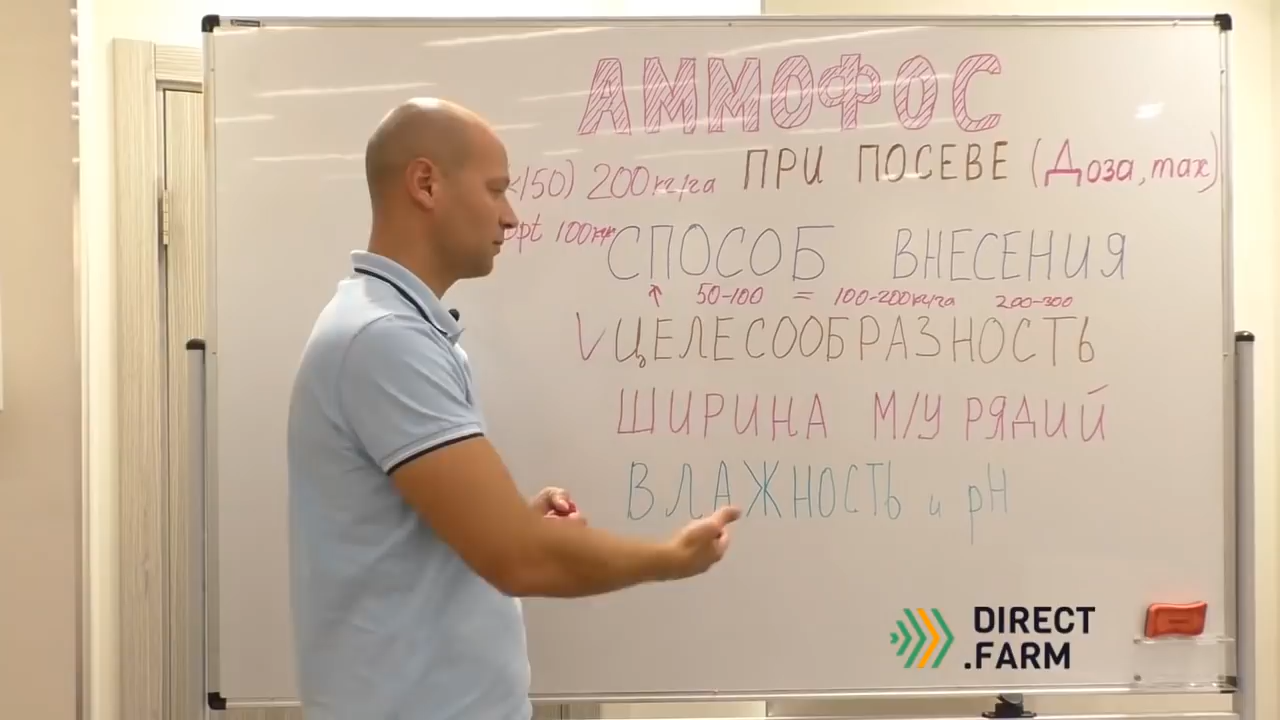 АММОФОС
<150) 200кг/га ПРИ ПОСЕВЕ (Доза, max)
opt 100кг СПОСОБ ВНЕСЕНИЯ
↑ 50-100 = 100-200кг/га 200-300
V ЦЕЛЕСООБРАЗНОСТЬ
ШИРИНА М/У РЯДИЙ
ВЛАЖНОСТЬ и pH
DIRECT
.FARM